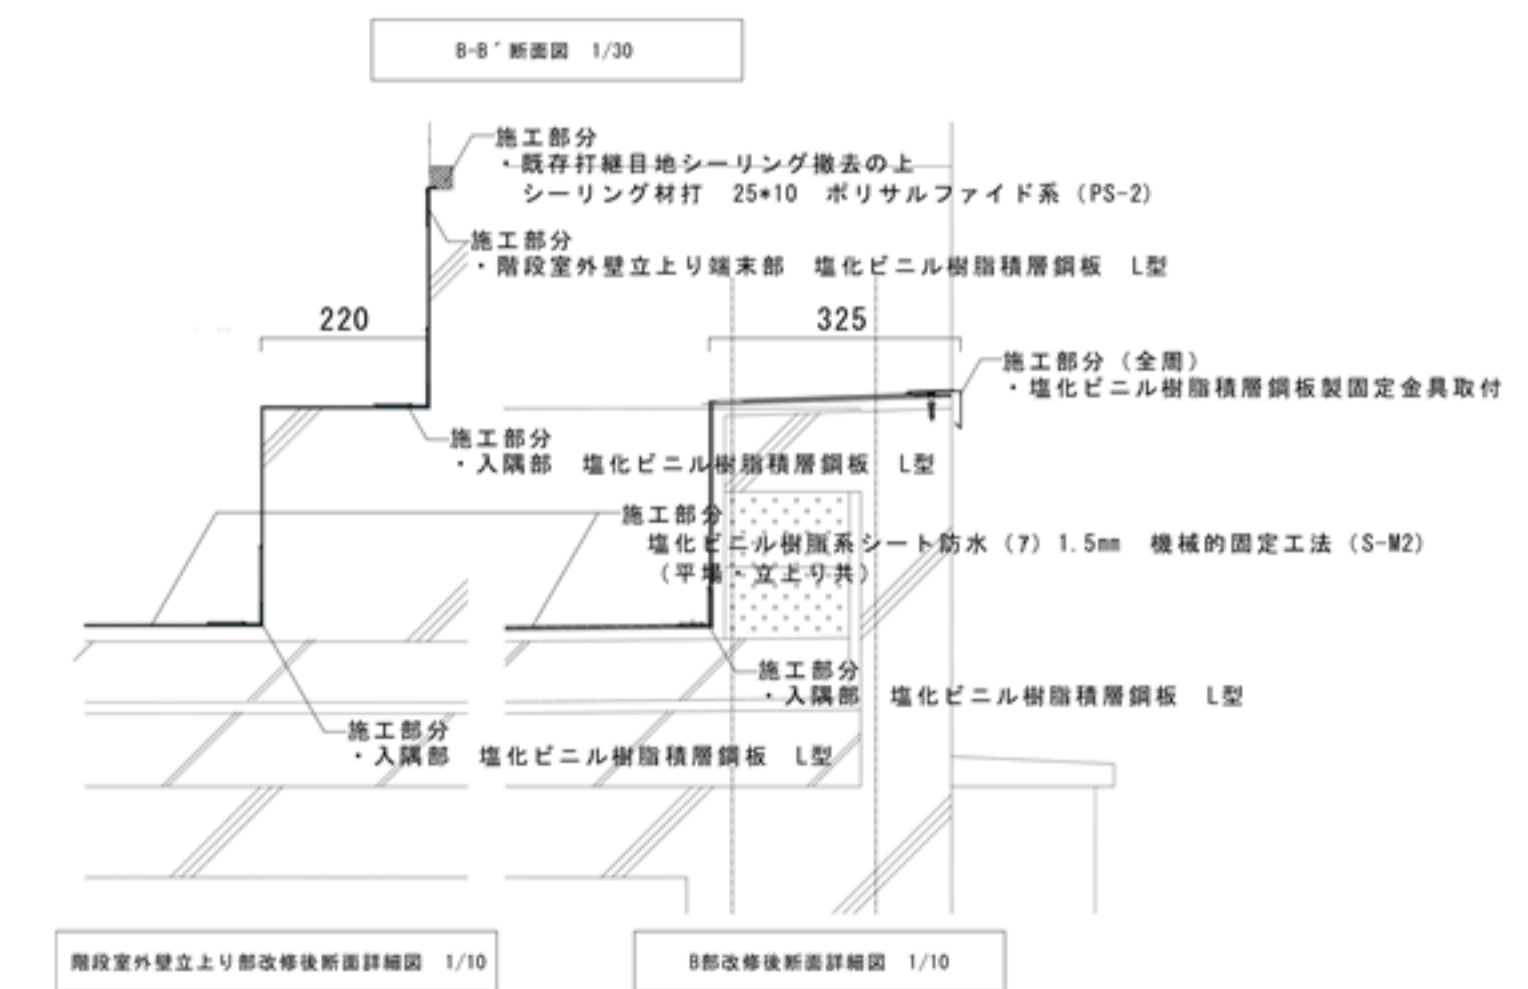 B-B´断面図 1/30
施工部分
・既存打継目地シーリング撤去の上
シーリング材打 25*10 ポリサルファイド系(PS-2)
施工部分
・階段室外壁立上り端末部 塩化ビニル樹脂積層鋼板 L型
220
325
施工部分(全周)
・塩化ビニル樹脂積層鋼板製固定金具取付
施工部分
・入隅部 塩化ビニル樹脂積層鋼板 L型
施工部分
塩化ビニル樹脂系シート防水(ア)1.5mm 機械的固定工法(S-M2)
(平場・立上り共)
施工部分
・入隅部 塩化ビニル樹脂積層鋼板 L型
施工部分
・入隅部 塩化ビニル樹脂積層鋼板 L型
階段室外壁立上り部改修後断面詳細図 1/10
B部改修後断面詳細図 1/10